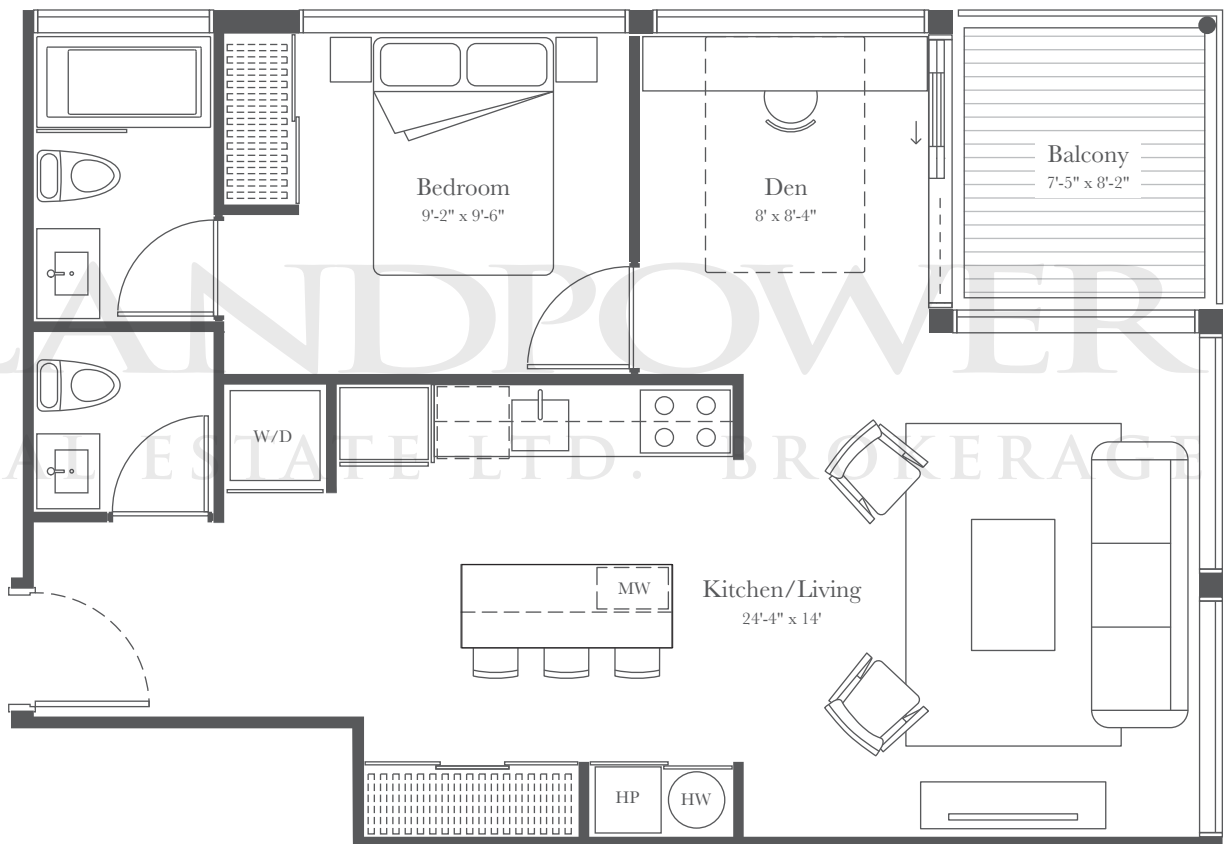 Bedroom
9'-2" x 9'-6"
Den
8' x 8'-4"
Balcony
7'-5" x 8'-2"
LANDPOWER
AL ESTATE LTD. BROKERAGE
W/D
MW
Kitchen/Living
24'-4" x 14'
HP
HW